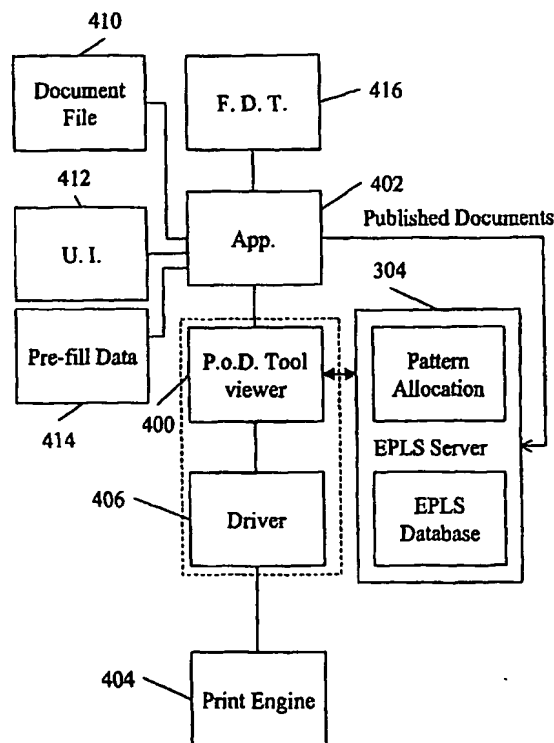 410
Document
File
F. D. T.
416
412
402
Published Documents
U. I.
App.
304
Pre-fill Data
P.o.D. Tool
viewer
Pattern
Allocation
414
400
EPLS Server
406
Driver
EPLS
Database
404
Print Engine